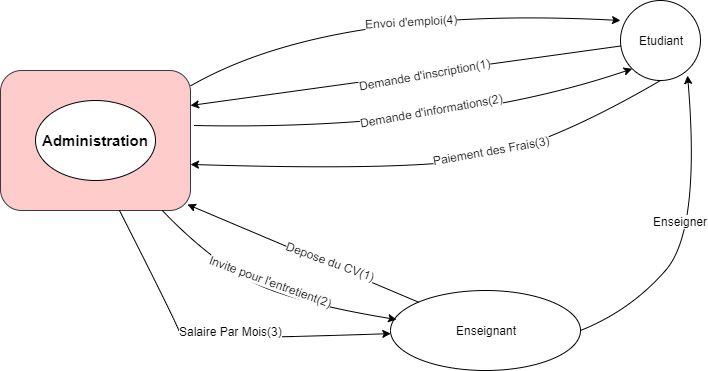 Envoi d'emploi(4)
Etudiant
Demande d'inscription(1)
Demande d'informations(2)
Administration
Paiement des Frais(3)
Enseigner
Depose du CV(1)
Invite pour l'entretient(2)
Salaire Par Mois(3)
Enseignant